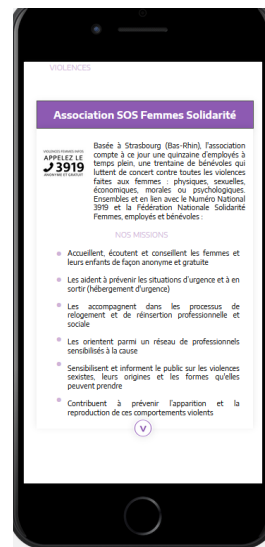 VIOLENCES
Association SOS Femmes Solidarité
VIOLENCES FEMMES INFOS
APPELEZ LE
3919
ANONYME ET GRATUIT
Basée à Strasbourg (Bas-Rhin), l'association
compte à ce jour une quinzaine d'employés à
temps plein, une trentaine de bénévoles qui
luttent de concert contre toutes les violences
faites aux femmes : physiques, sexuelles,
économiques, morales ou psychologiques.
Ensembles et en lien avec le Numéro National
3919 et la Fédération Nationale Solidarité
Femmes, employés et bénévoles :
NOS MISSIONS
Accueillent, écoutent et conseillent les femmes et
leurs enfants de façon anonyme et gratuite
Les aident à prévenir les situations d'urgence et à en
sortir (hébergement d'urgence)
Les accompagnent dans les processus de
relogement et de réinsertion professionnelle et
sociale
Les orientent parmi un réseau de professionnels
sensibilisés à la cause
Sensibilisent et informent le public sur les violences
sexistes, leurs origines et les formes qu'elles
peuvent prendre
Contribuent à prévenir l'apparition et la
reproduction de ces comportements violents
V